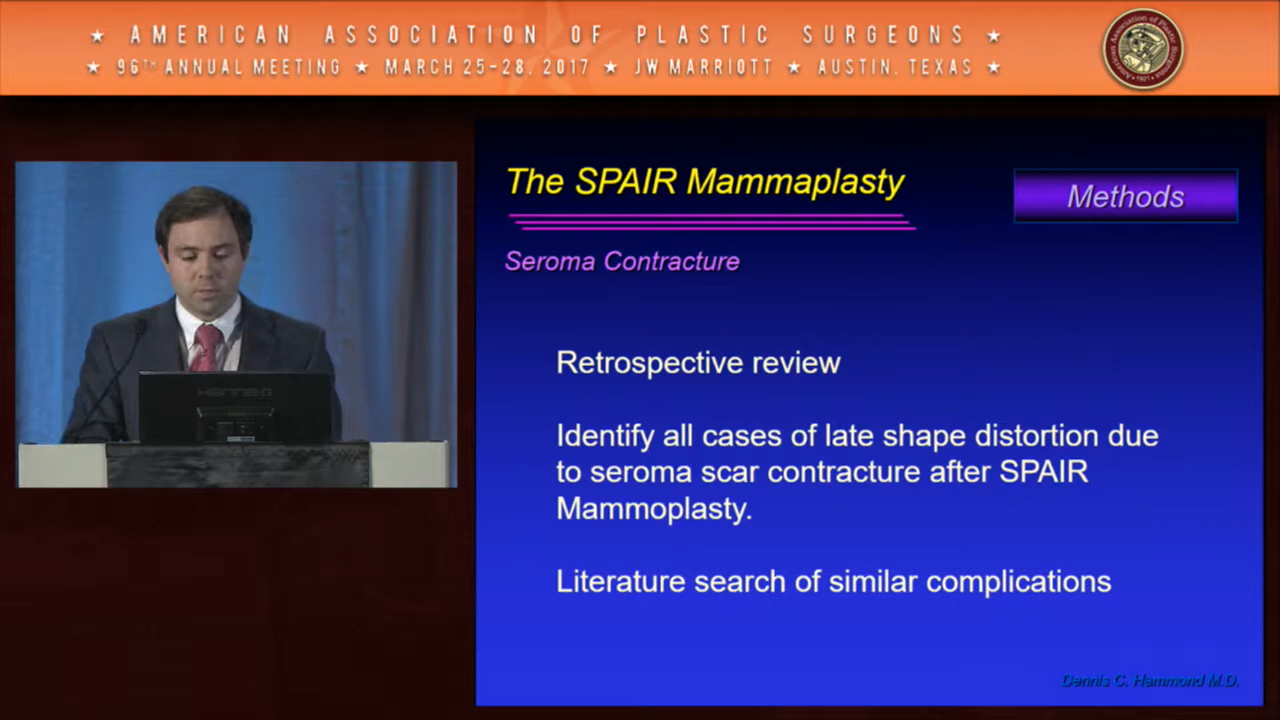 ★ AMERICAN ASSOCIATION OF PLASTIC SURGEONS ★
★ 96TH ANNUAL MEETING ★ MARCH 25-28, 2017 ★ JW MARRIOTT ★ AUSTIN, TEXAS ★
The SPAIR Mammaplasty
Methods
Seroma Contracture
Retrospective review
Identify all cases of late shape distortion due
to seroma scar contracture after SPAIR
Mammoplasty.
Literature search of similar complications
Dennis C. Hammond M.D.